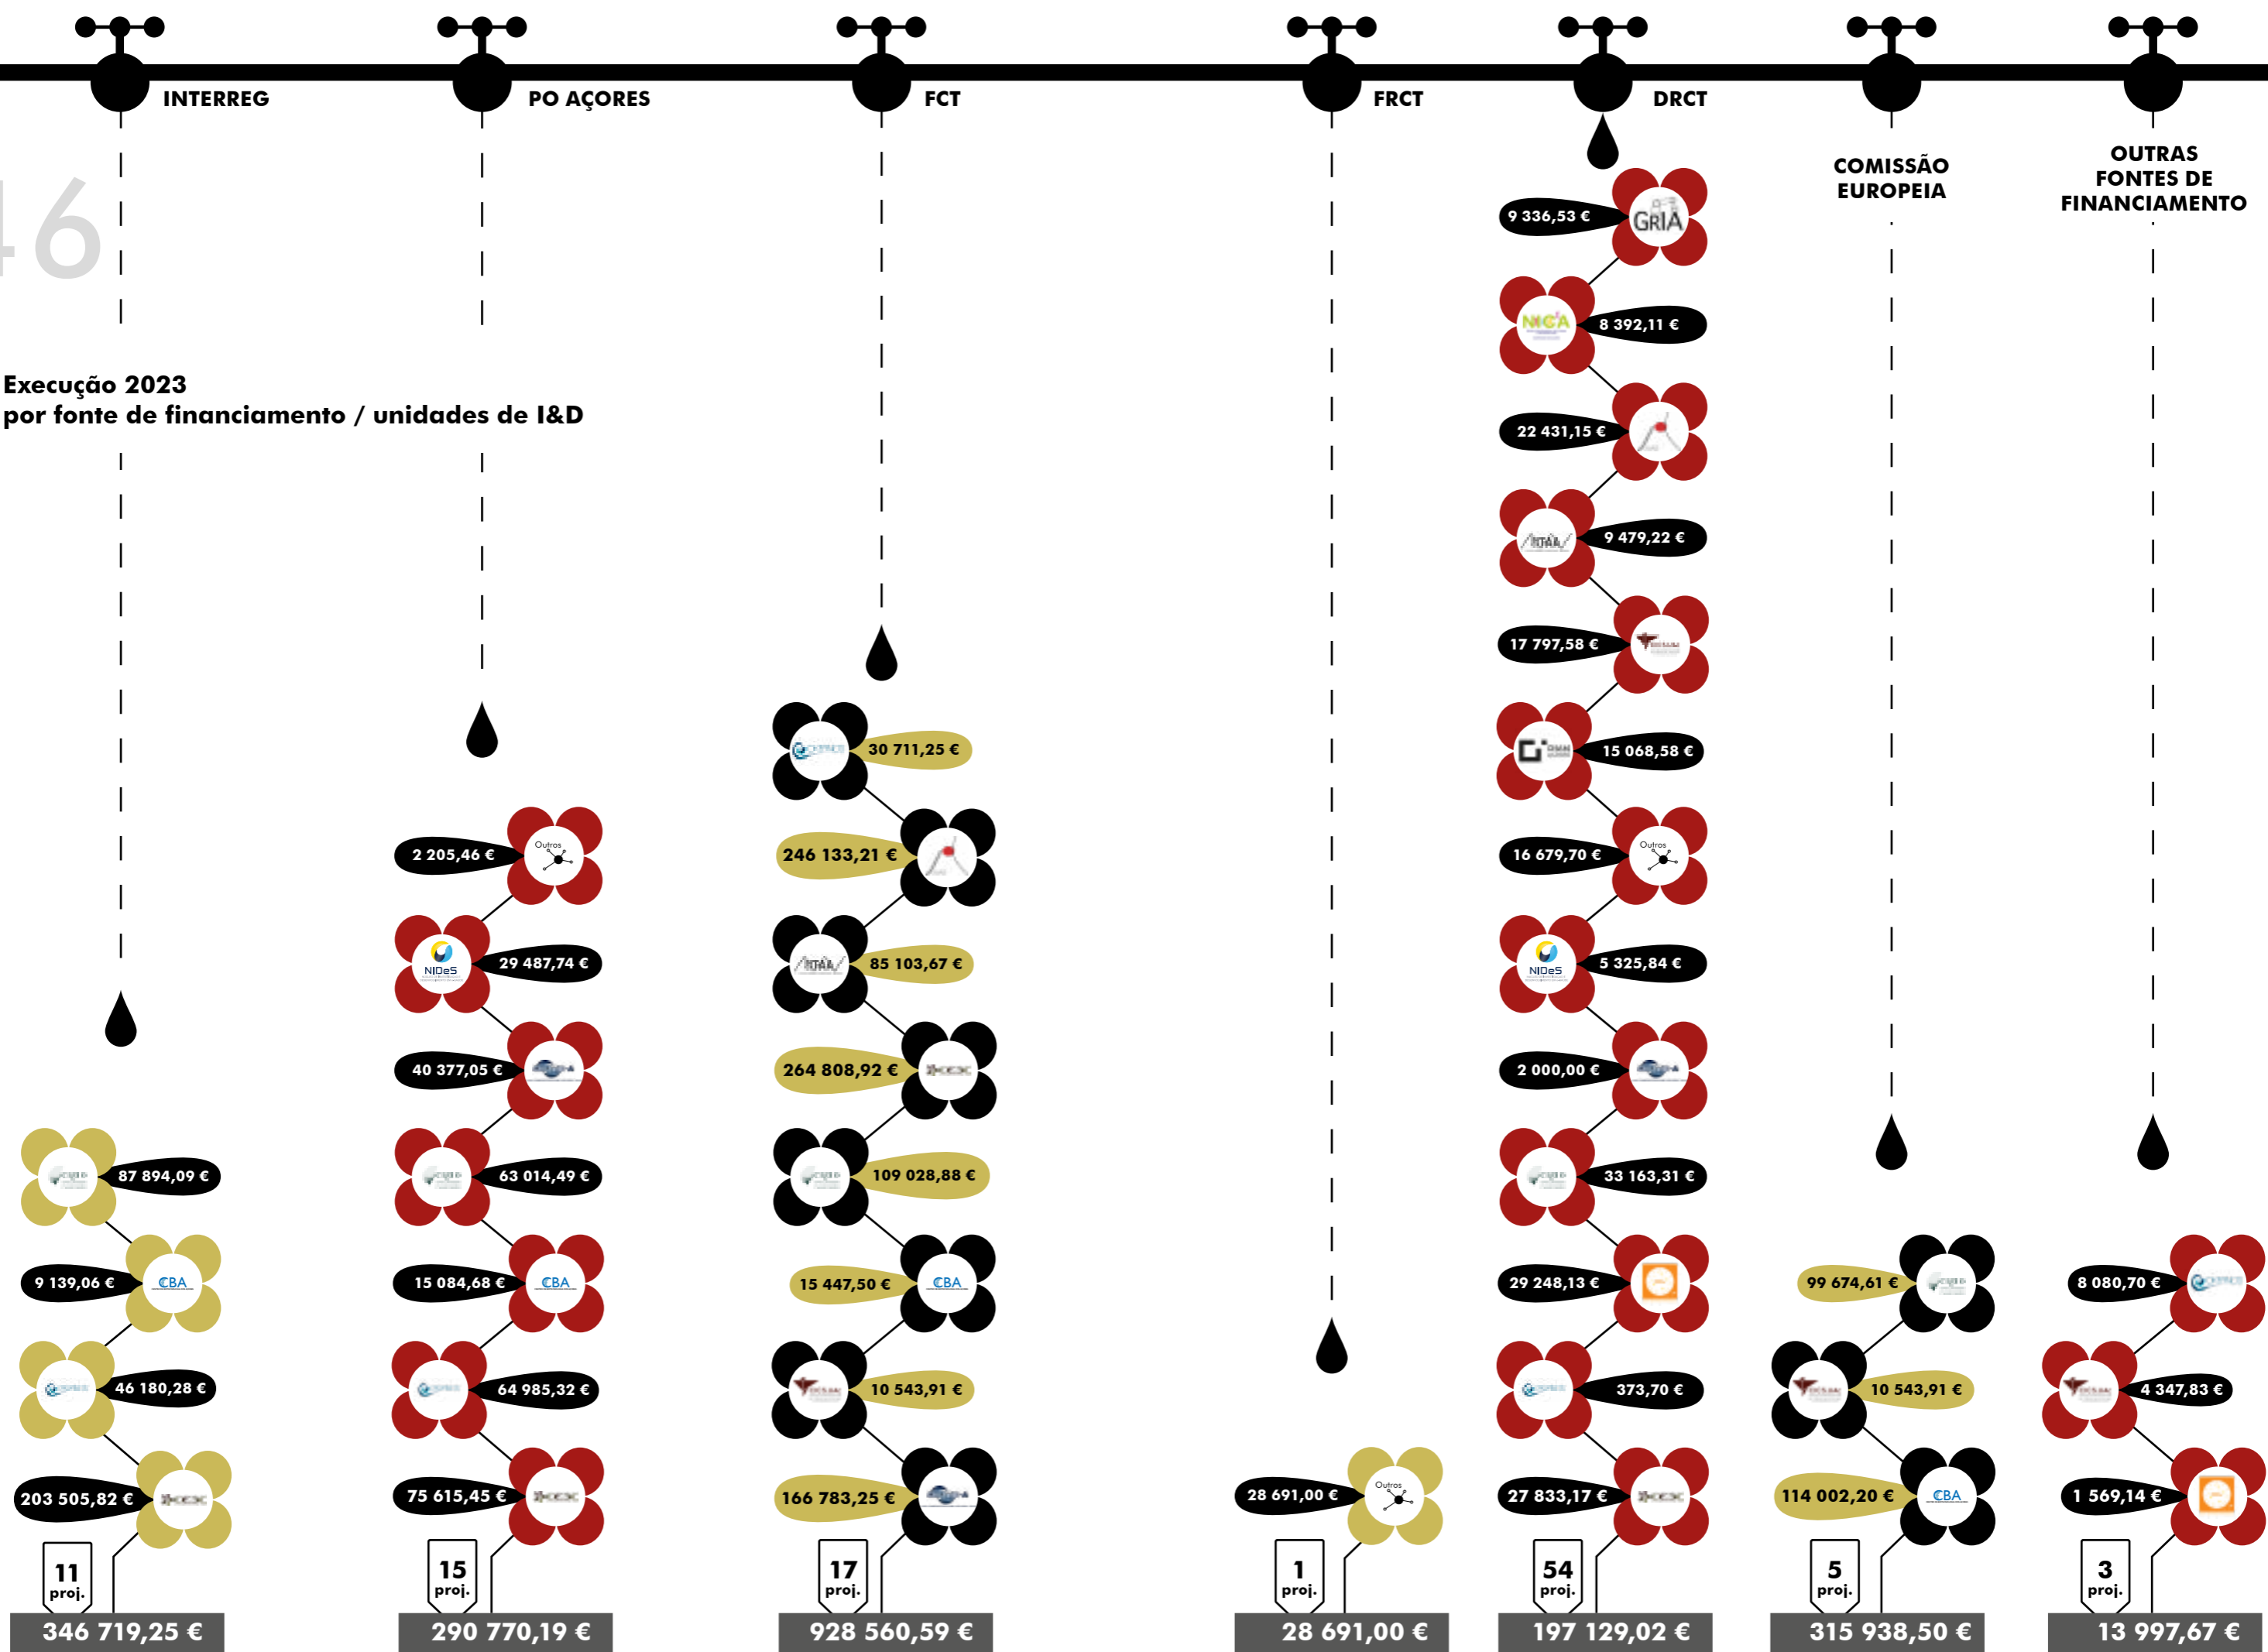 INTERREG
PO AÇORES
FCT
FRCT
DRCT
COMISSÃO
EUROPEIA
OUTRAS
FONTES DE
FINANCIAMENTO
46
Execução 2023
por fonte de financiamento / unidades de I&D
87 894,09 €
9 139,06 €
CBA
46 180,28 €
203 505,82 €
11
proj.
346 719,25 €
2 205,46 €
Outros
NIDeS
29 487,74 €
40 377,05 €
63 014,49 €
15 084,68 €
CBA
64 985,32 €
75 615,45 €
15
proj.
290 770,19 €
30 711,25 €
246 133,21 €
85 103,67 €
264 808,92 €
109 028,88 €
15 447,50 €
CBA
10 543,91 €
166 783,25 €
17
proj.
928 560,59 €
28 691,00 €
Outros
1
proj.
28 691,00 €
9 336,53 €
GRIA
NICA
8 392,11 €
22 431,15 €
9 479,22 €
17 797,58 €
15 068,58 €
16 679,70 €
Outros
NIDeS
5 325,84 €
2 000,00 €
33 163,31 €
29 248,13 €
373,70 €
27 833,17 €
54
proj.
197 129,02 €
99 674,61 €
10 543,91 €
114 002,20 €
CBA
5
proj.
315 938,50 €
8 080,70 €
4 347,83 €
1 569,14 €
3
proj.
13 997,67 €